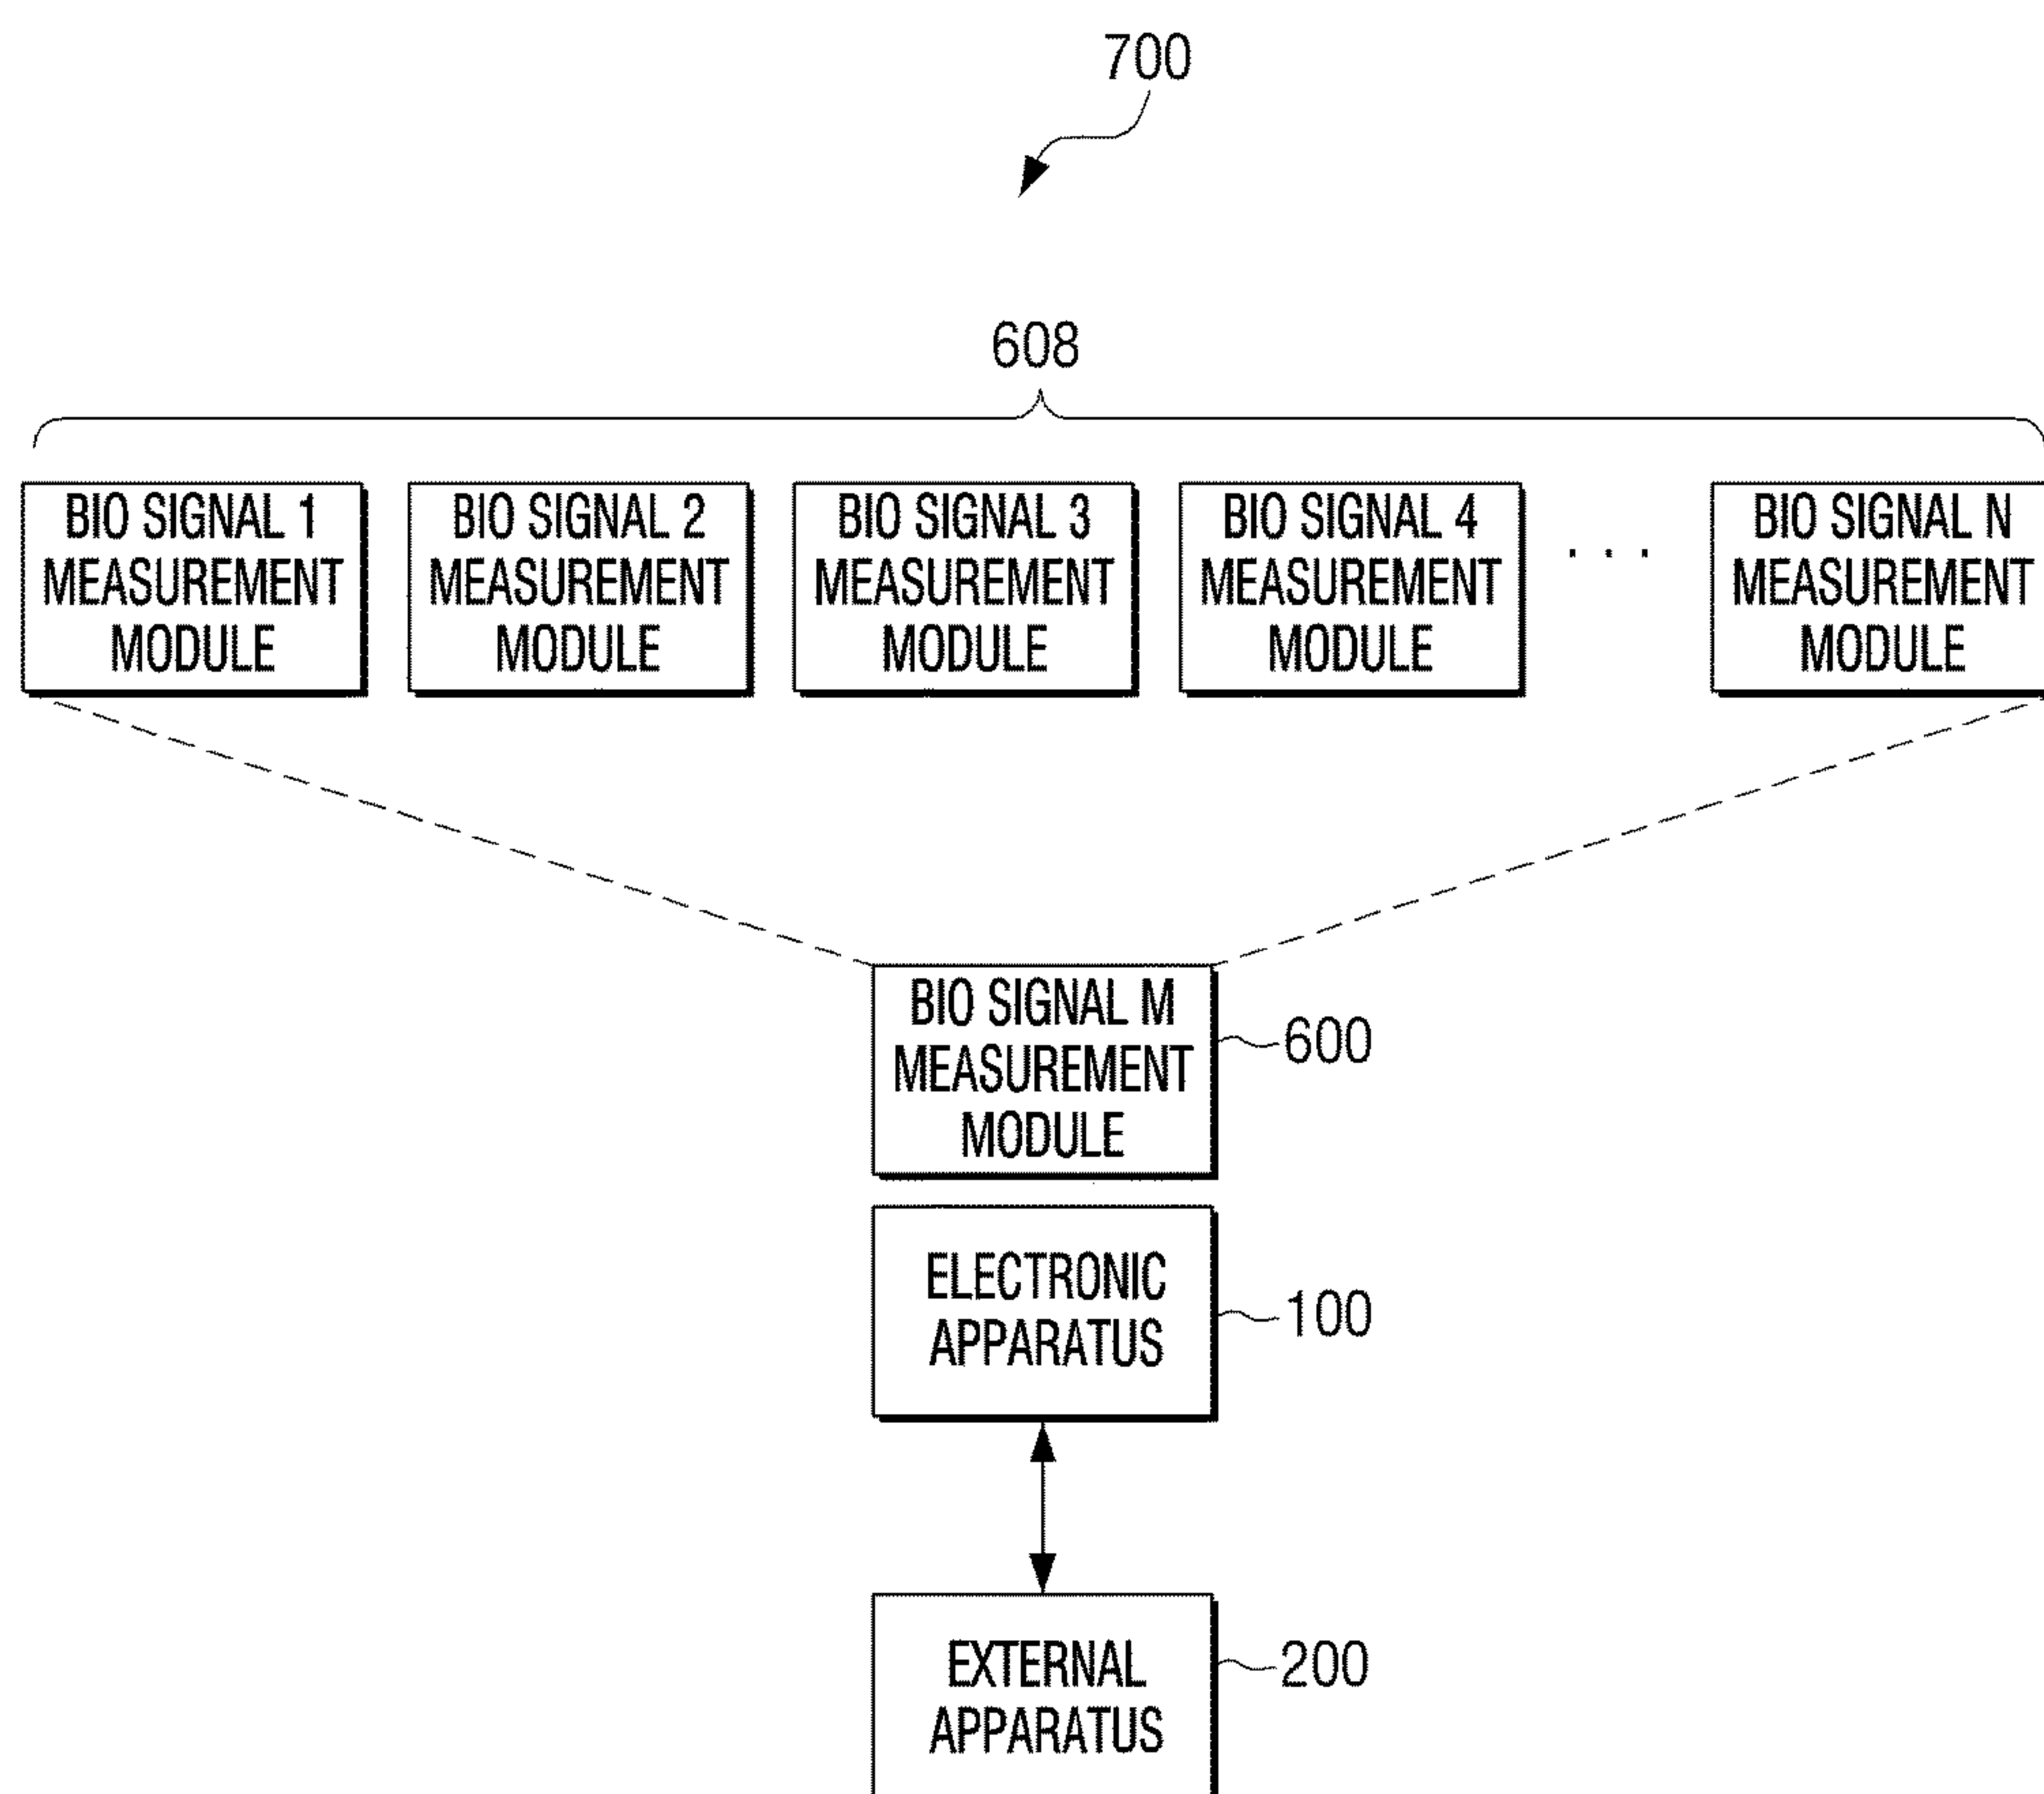 700
608
BIO SIGNAL 1
MEASUREMENT
MODULE
BIO SIGNAL 2
MEASUREMENT
MODULE
BIO SIGNAL 3
MEASUREMENT
MODULE
BIO SIGNAL 4
MEASUREMENT
MODULE
. . .
BIO SIGNAL N
MEASUREMENT
MODULE
BIO SIGNAL M
MEASUREMENT
MODULE
600
ELECTRONIC
APPARATUS
100
EXTERNAL
APPARATUS
200